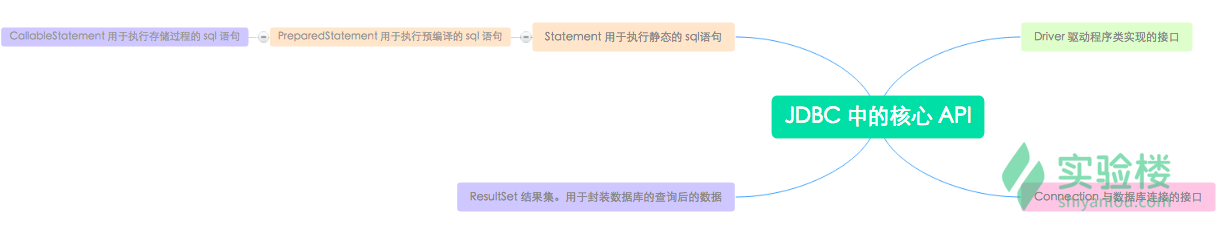 CallableStatement 用于执行存储过程的 sql 语句
PreparedStatement 用于执行预编译的 sql 语句
Statement 用于执行静态的 sql语句
Driver 驱动程序类实现的接口
JDBC 中的核心 API
ResultSet 结果集。用于封装数据库的查询后的数据
Connection 与数据库连接的接口
实验楼
shiyanlou.com